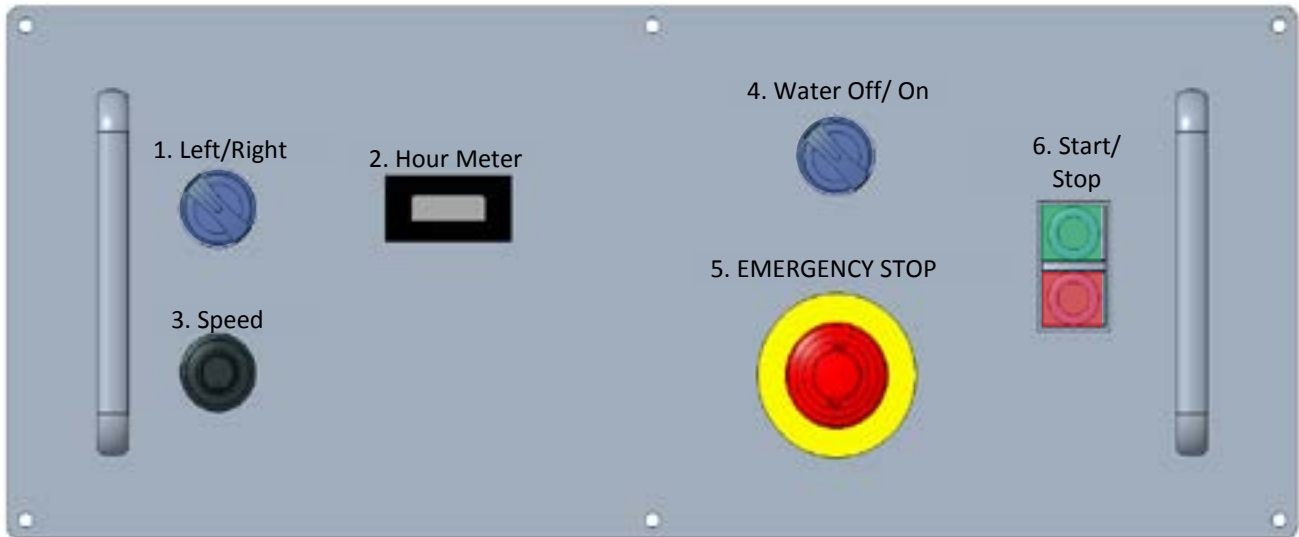 1. Left/Right
2. Hour Meter
3. Speed
4. Water Off/ On
5. EMERGENCY STOP
6. Start/
Stop